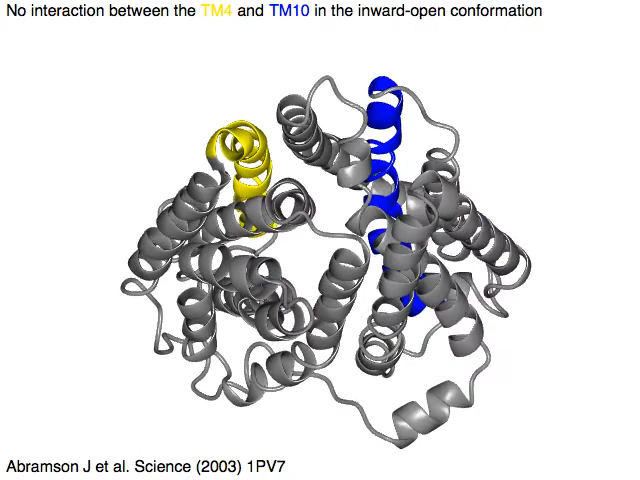 No interaction between the TM4 and TM10 in the inward-open conformation
Abramson J et al. Science (2003) 1PV7